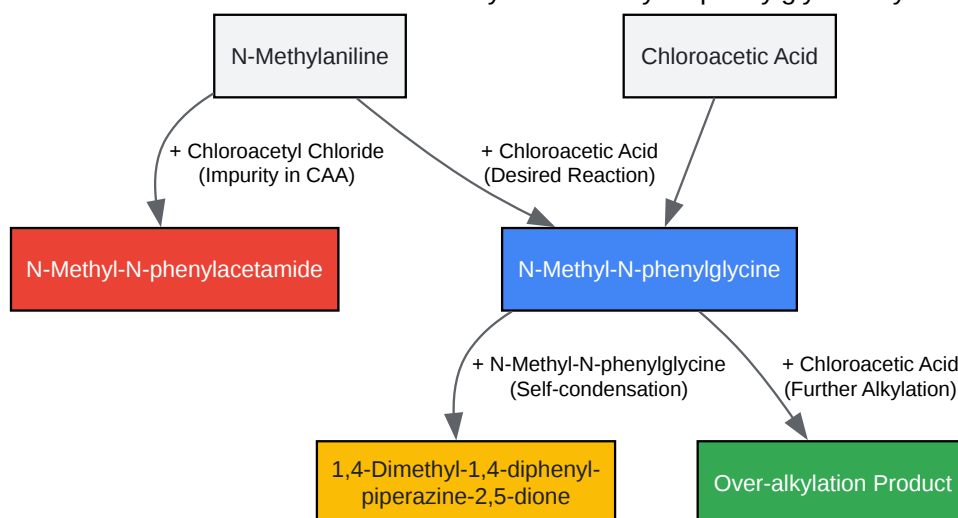 N-Methylaniline
Chloroacetic Acid
+ Chloroacetyl Chloride
(Impurity in CAA)
+ Chloroacetic Acid
(Desired Reaction)
N-Methyl-N-phenylacetamide
N-Methyl-N-phenylglycine
+ N-Methyl-N-phenylglycine
(Self-condensation)
+ Chloroacetic Acid
(Further Alkylation)
1,4-Dimethyl-1,4-diphenyl-
piperazine-2,5-dione
Over-alkylation Product